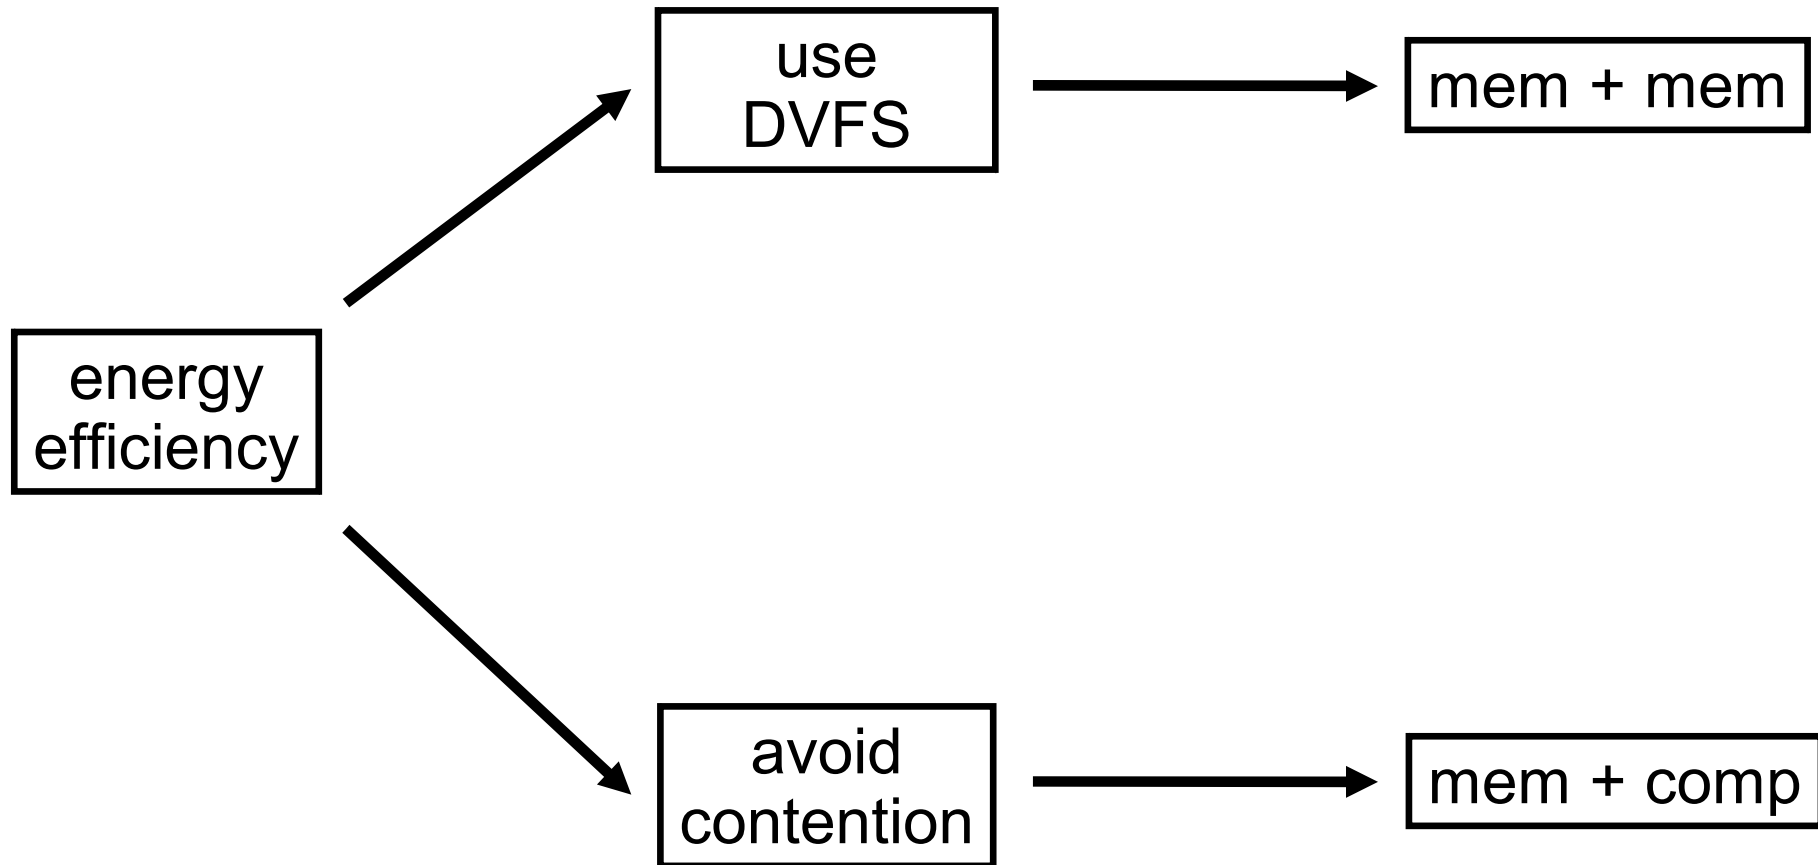 use
DVFS
mem + mem
energy
efficiency
avoid
contention
mem + comp